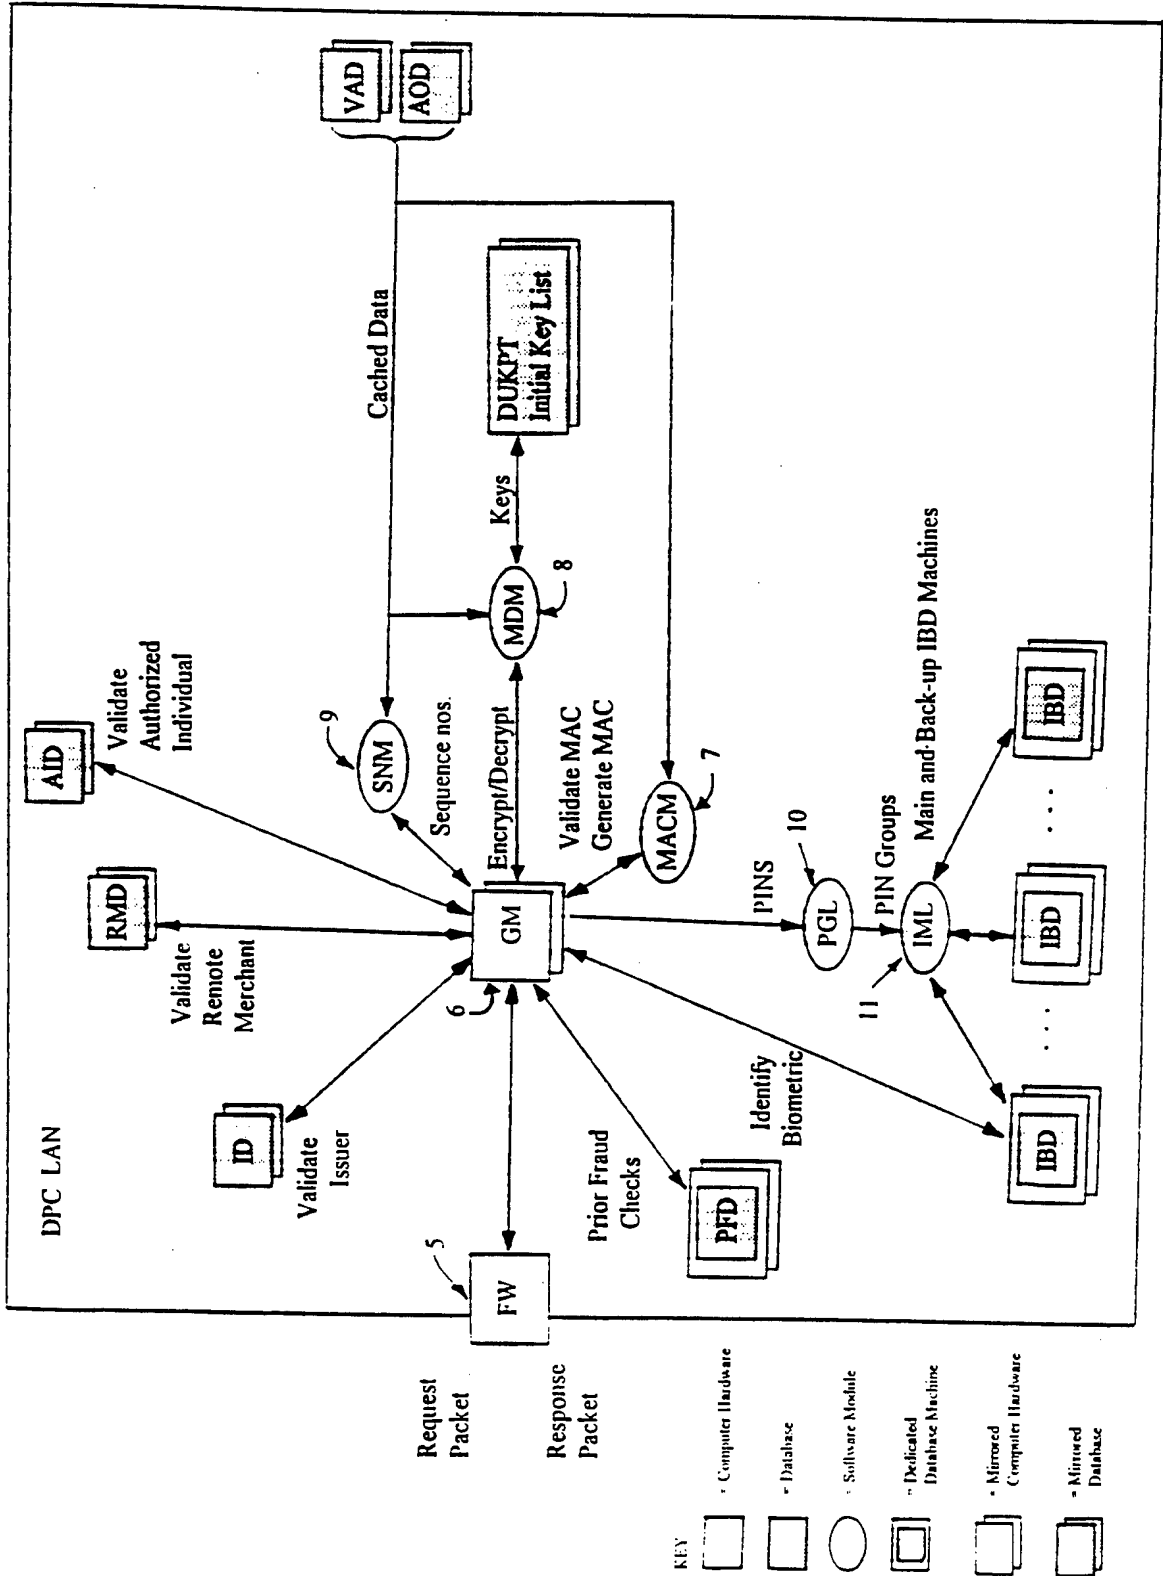 DPC LAN
VAD
AOD
AID
Validate
Authorized
Individual
RMD
Validate
Remote
Merchant
ID
Validate
Issuer
Cached Data
9
SNM
Sequence nos.
Encrypt/Decrypt
MDM
8
Keys
DUKPT
Initial Key List
Validate MAC
Generate MAC
MACM
7
GM
6
FW
5
Request
Packet
Response
Packet
Prior Fraud
Checks
PFD
Identify
Biometric
PINS
10
PGL
PIN Groups
IML
11
Main and Back-up IBD Machines
IBD
. . . .
IBD
. . . .
IBD
KEY
= Computer Hardware
= Database
= Software Module
= Dedicated
Database Machine
= Mirrored
Computer Hardware
= Mirrored
Database